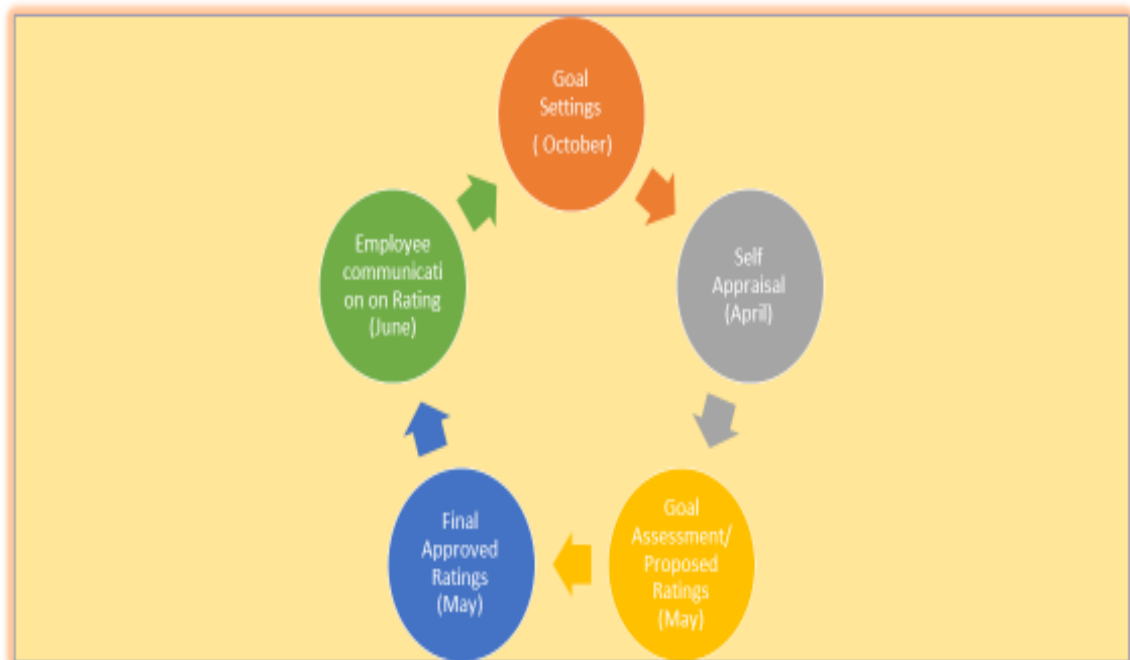 Goal
Settings
( October)
Self
Appraisal
(April)
Goal
Assessment/
Proposed
Ratings
(May)
Final
Approved
Ratings
(May)
Employee
communicati
on on Rating
(June)